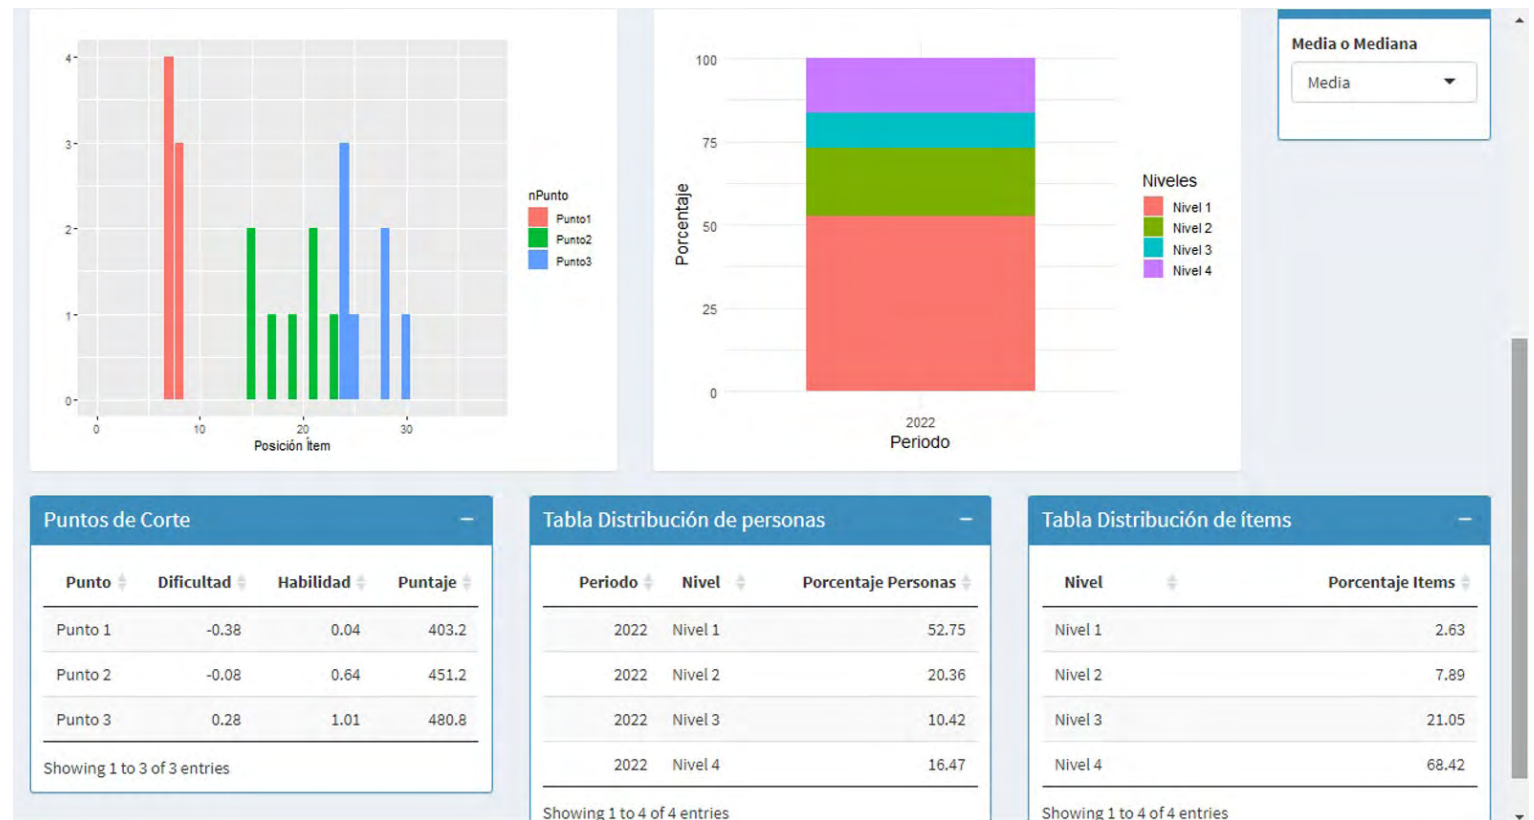 4
3
2
1
0
0 10 20 30
Posición Ítem
nPunto
Punto1
Punto2
Punto3
100
75
50
25
0
Porcentaje
2022
Periodo
Niveles
Nivel 1
Nivel 2
Nivel 3
Nivel 4
Media o Mediana
Media
Puntos de Corte
Punto Dificultad Habilidad Puntaje
Punto 1 -0.38 0.04 403.2
Punto 2 -0.08 0.64 451.2
Punto 3 0.28 1.01 480.8
Showing 1 to 3 of 3 entries
Tabla Distribución de personas
Periodo Nivel Porcentaje Personas
2022 Nivel 1 52.75
2022 Nivel 2 20.36
2022 Nivel 3 10.42
2022 Nivel 4 16.47
Showing 1 to 4 of 4 entries
Tabla Distribución de ítems
Nivel Porcentaje Items
Nivel 1 2.63
Nivel 2 7.89
Nivel 3 21.05
Nivel 4 68.42
Showing 1 to 4 of 4 entries